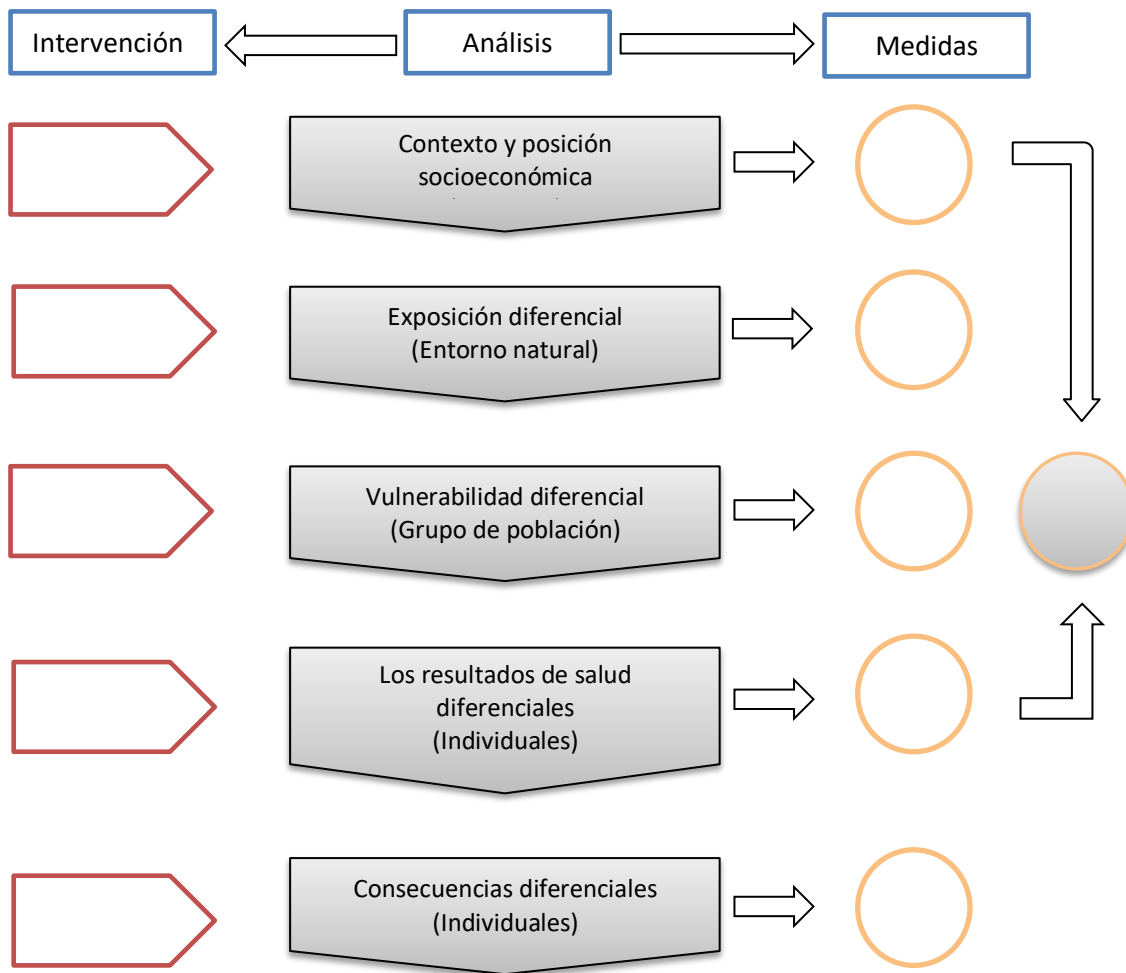 Intervención
Análisis
Medidas
Contexto y posición
socioeconómica
Exposición diferencial
(Entorno natural)
Vulnerabilidad diferencial
(Grupo de población)
Los resultados de salud
diferenciales
(Individuales)
Consecuencias diferenciales
(Individuales)